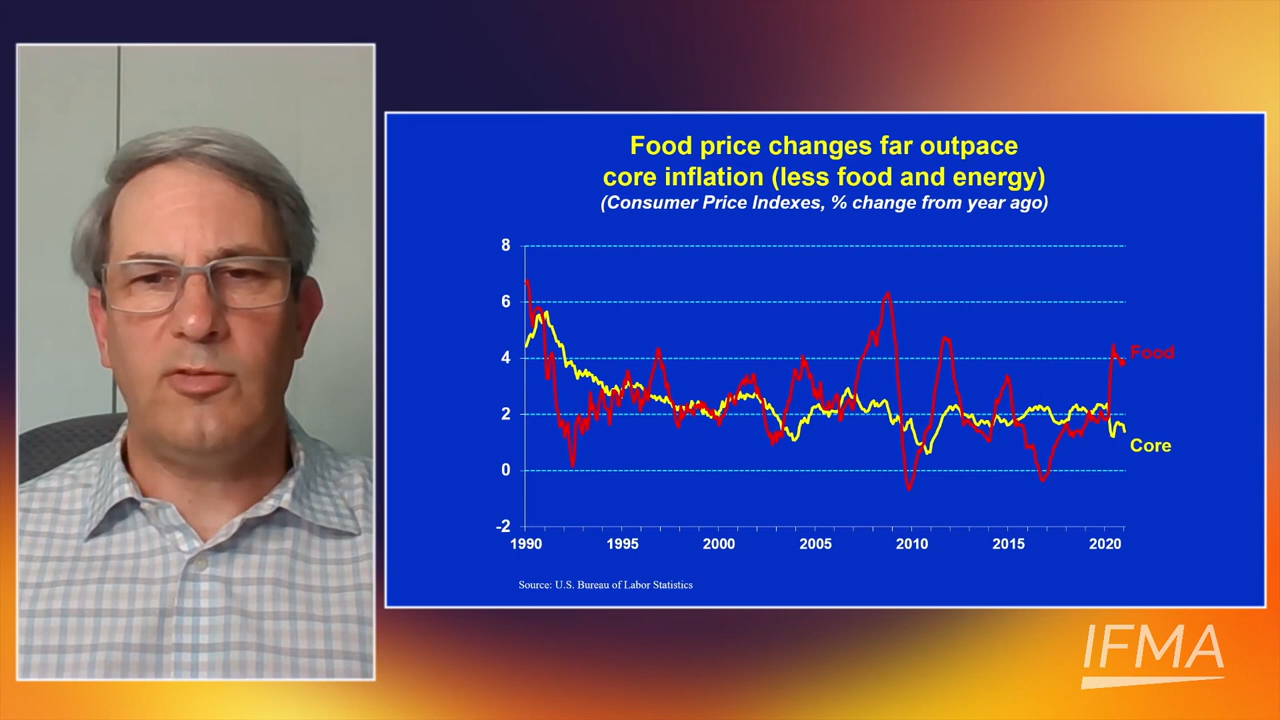 Food price changes far outpace
core inflation (less food and energy)
(Consumer Price Indexes, % change from year ago)
8
6
4
2
0
-2
Food
Core
1990 1995 2000 2005 2010 2015 2020
Source: U.S. Bureau of Labor Statistics
IFMA